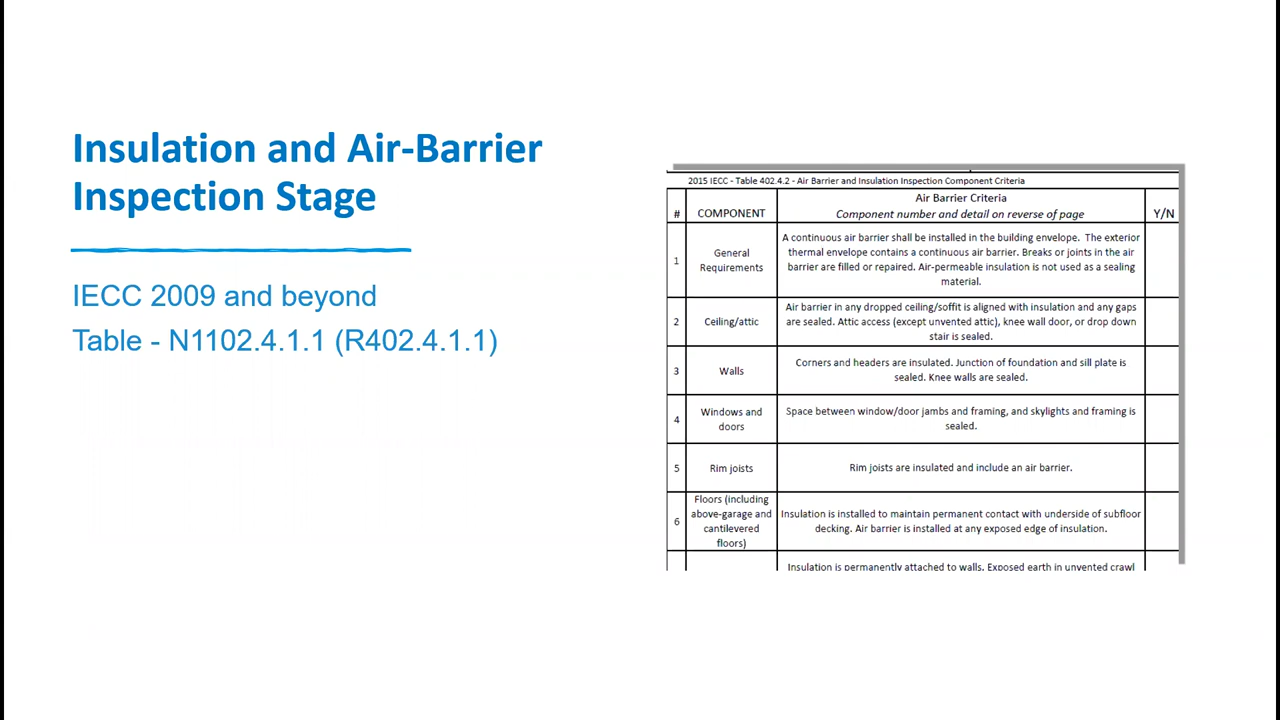 Insulation and Air-Barrier
Inspection Stage
IECC 2009 and beyond
Table - N1102.4.1.1 (R402.4.1.1)
2015 IECC - Table 402.4.2 - Air Barrier and Insulation Inspection Component Criteria
# COMPONENT Air Barrier Criteria Y/N
Component number and detail on reverse of page
1 General Requirements
A continuous air barrier shall be installed in the building envelope. The exterior
thermal envelope contains a continuous air barrier. Breaks or joints in the air
barrier are filled or repaired. Air-permeable insulation is not used as a sealing
material.
2 Ceiling/attic
Air barrier in any dropped ceiling/soffit is aligned with insulation and any gaps
are sealed. Attic access (except unvented attic), knee wall door, or drop down
stair is sealed.
3 Walls
Corners and headers are insulated. Junction of foundation and sill plate is
sealed. Knee walls are sealed.
4 Windows and doors
Space between window/door jambs and framing, and skylights and framing is
sealed.
5 Rim joists
Rim joists are insulated and include an air barrier.
6 Floors (including above-garage and cantilevered floors)
Insulation is installed to maintain permanent contact with underside of subfloor
decking. Air barrier is installed at any exposed edge of insulation.
Insulation is permanently attached to walls. Exposed earth in unvented crawl